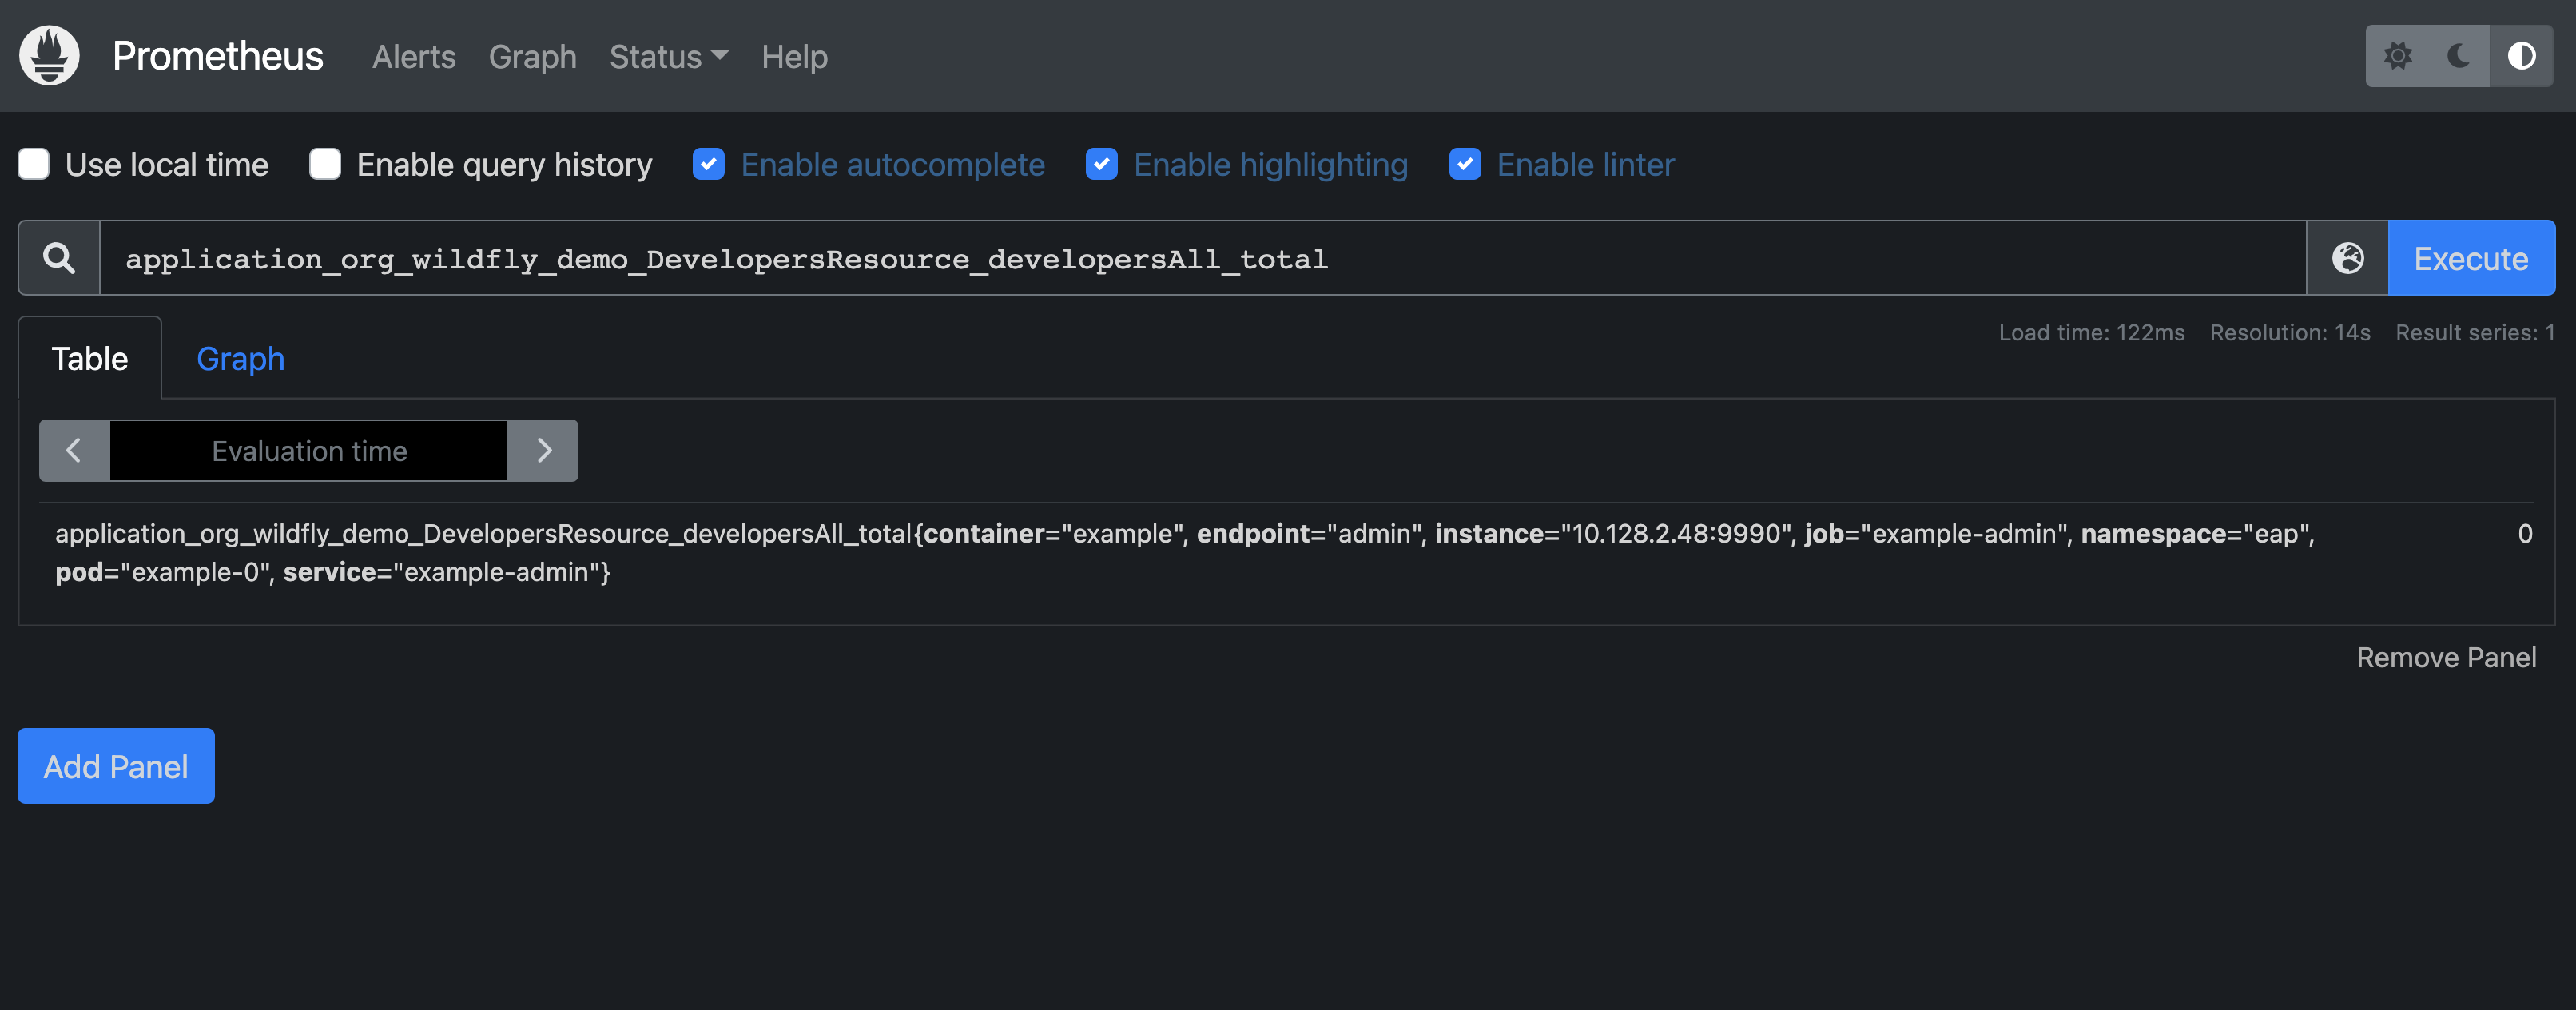 Prometheus Alerts Graph Status Help
Use local time Enable query history Enable autocomplete Enable highlighting Enable linter
application_org_wildfly_demo_DevelopersResource_developersAll_total Execute
Load time: 122ms Resolution: 14s Result series: 1
Table Graph
Evaluation time
application_org_wildfly_demo_DevelopersResource_developersAll_total{container="example", endpoint="admin", instance="10.128.2.48:9990", job="example-admin", namespace="eap", 0
pod="example-0", service="example-admin"}
Remove Panel
Add Panel